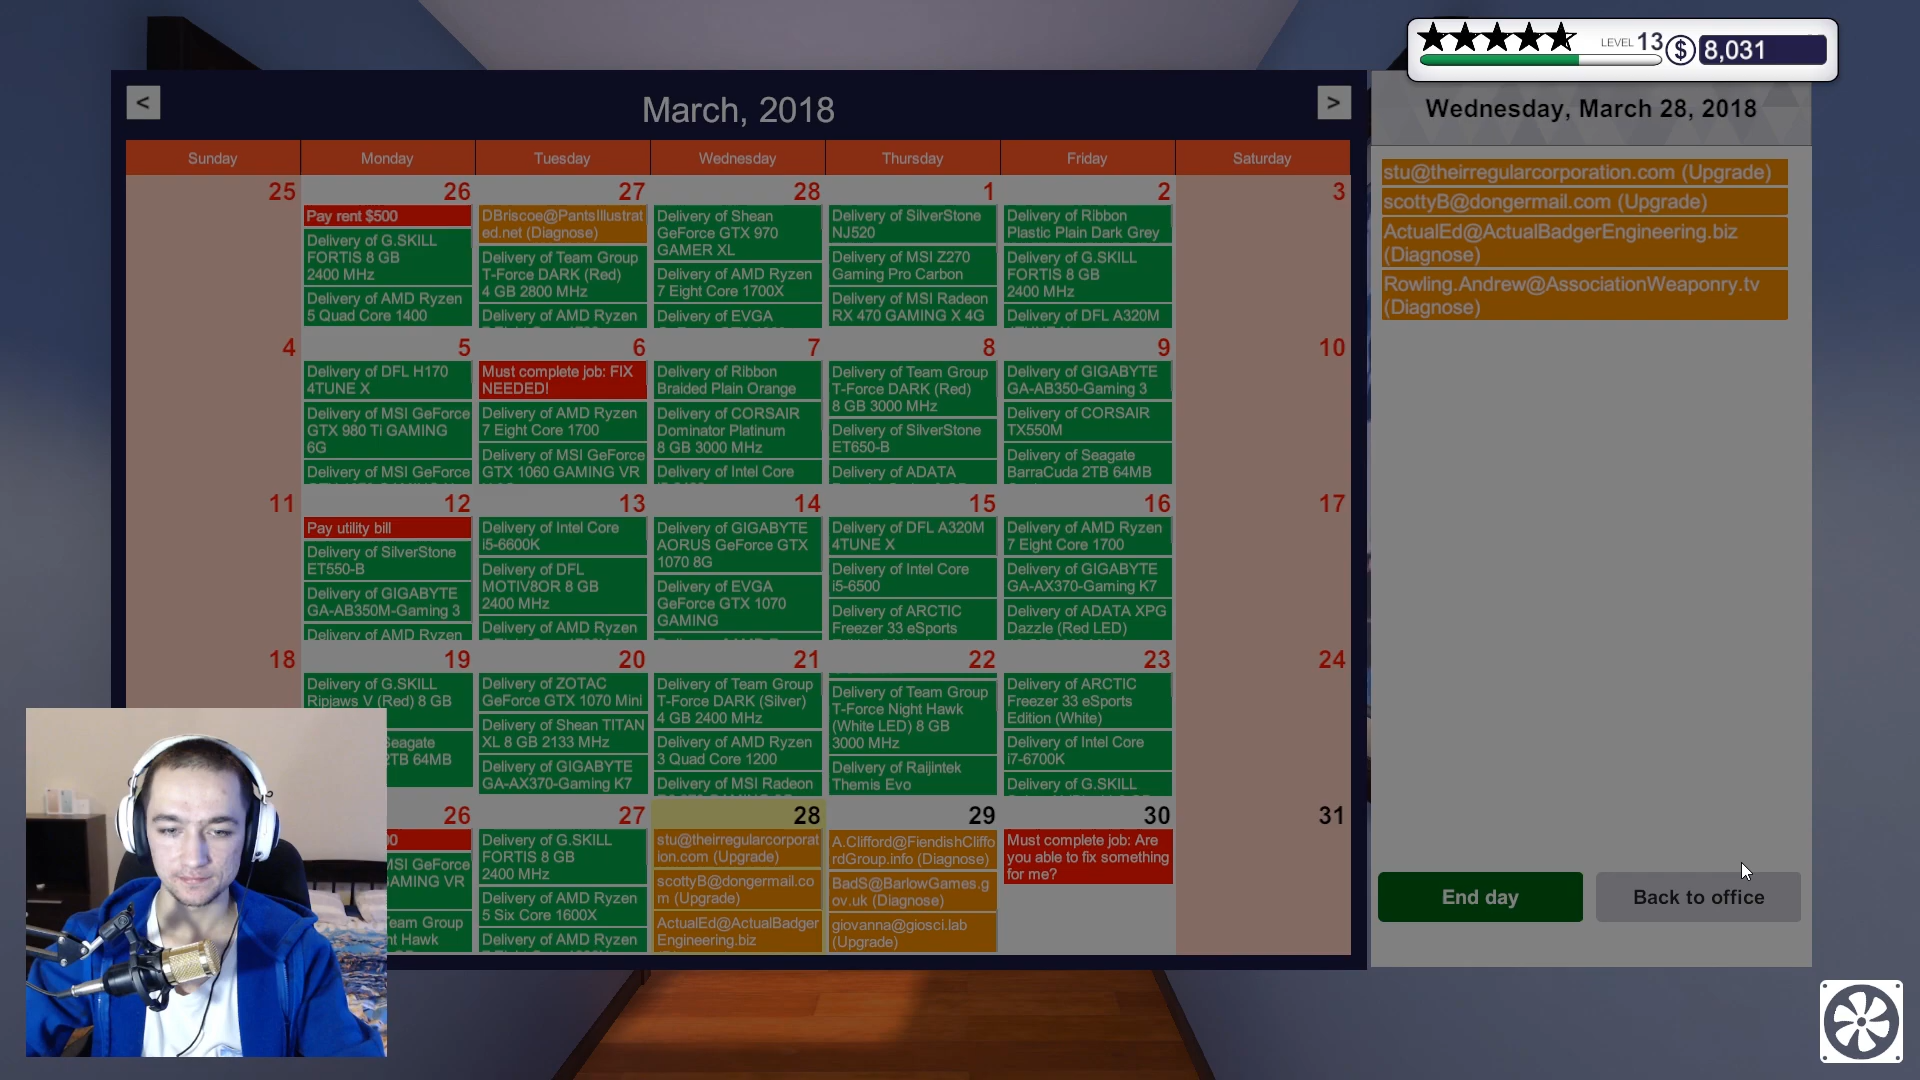 LEVEL 13
$ 8,031
<
March, 2018
>
Wednesday, March 28, 2018
Sunday
Monday
Tuesday
Wednesday
Thursday
Friday
Saturday
25
26
Pay rent $500
Delivery of G.SKILL
FORTIS 8 GB
2400 MHz
Delivery of AMD Ryzen
5 Quad Core 1400
27
DBriscoe@PantsIllustrat
ed.net (Diagnose)
Delivery of Team Group
T-Force DARK (Red)
4 GB 2800 MHz
Delivery of AMD Ryzen
28
Delivery of Shean
GeForce GTX 970
GAMER XL
Delivery of AMD Ryzen
7 Eight Core 1700X
Delivery of EVGA
1
Delivery of SilverStone
NJ520
Delivery of MSI Z270
Gaming Pro Carbon
Delivery of MSI Radeon
RX 470 GAMING X 4G
2
Delivery of Ribbon
Plastic Plain Dark Grey
Delivery of G.SKILL
FORTIS 8 GB
2400 MHz
Delivery of DFL A320M
3
4
5
Delivery of DFL H170
4TUNE X
Delivery of MSI GeForce
GTX 980 Ti GAMING
6G
Delivery of MSI GeForce
6
Must complete job: FIX
NEEDED!
Delivery of AMD Ryzen
7 Eight Core 1700
Delivery of MSI GeForce
GTX 1060 GAMING VR
7
Delivery of Ribbon
Braided Plain Orange
Delivery of CORSAIR
Dominator Platinum
8 GB 3000 MHz
Delivery of Intel Core
8
Delivery of Team Group
T-Force DARK (Red)
8 GB 3000 MHz
Delivery of SilverStone
ET650-B
Delivery of ADATA
9
Delivery of GIGABYTE
GA-AB350-Gaming 3
Delivery of CORSAIR
TX550M
Delivery of Seagate
BarraCuda 2TB 64MB
10
11
12
Pay utility bill
Delivery of SilverStone
ET550-B
Delivery of GIGABYTE
GA-AB350M-Gaming 3
Delivery of AMD Ryzen
13
Delivery of Intel Core
i5-6600K
Delivery of DFL
MOTIV8OR 8 GB
2400 MHz
Delivery of AMD Ryzen
14
Delivery of GIGABYTE
AORUS GeForce GTX
1070 8G
Delivery of EVGA
GeForce GTX 1070
GAMING
15
Delivery of DFL A320M
4TUNE X
Delivery of Intel Core
i5-6500
Delivery of ARCTIC
Freezer 33 eSports
16
Delivery of AMD Ryzen
7 Eight Core 1700
Delivery of GIGABYTE
GA-AX370-Gaming K7
Delivery of ADATA XPG
Dazzle (Red LED)
17
18
19
Delivery of G.SKILL
Ripjaws V (Red) 8 GB
Seagate
2TB 64MB
20
Delivery of ZOTAC
GeForce GTX 1070 Mini
Delivery of Shean TITAN
XL 8 GB 2133 MHz
Delivery of GIGABYTE
GA-AX370-Gaming K7
21
Delivery of Team Group
T-Force DARK (Silver)
4 GB 2400 MHz
Delivery of AMD Ryzen
3 Quad Core 1200
Delivery of MSI Radeon
22
Delivery of Team Group
T-Force Night Hawk
(White LED) 8 GB
3000 MHz
Delivery of Raijintek
Themis Evo
23
Delivery of ARCTIC
Freezer 33 eSports
Edition (White)
Delivery of Intel Core
i7-6700K
Delivery of G.SKILL
24
26
00
MSI GeForce
GAMING VR
Team Group
ht Hawk
27
Delivery of G.SKILL
FORTIS 8 GB
2400 MHz
Delivery of AMD Ryzen
5 Six Core 1600X
Delivery of AMD Ryzen
28
stu@theirregularcorporat
ion.com (Upgrade)
scottyB@dongermail.co
m (Upgrade)
ActualEd@ActualBadger
Engineering.biz
29
A.Clifford@FiendishCliffo
rdGroup.info (Diagnose)
BadS@BarlowGames.g
ov.uk (Diagnose)
giovanna@giosci.lab
(Upgrade)
30
Must complete job: Are
you able to fix something
for me?
31
stu@theirregularcorporation.com (Upgrade)
scottyB@dongermail.com (Upgrade)
ActualEd@ActualBadgerEngineering.biz
(Diagnose)
Rowling.Andrew@AssociationWeaponry.tv
(Diagnose)
End day
Back to office